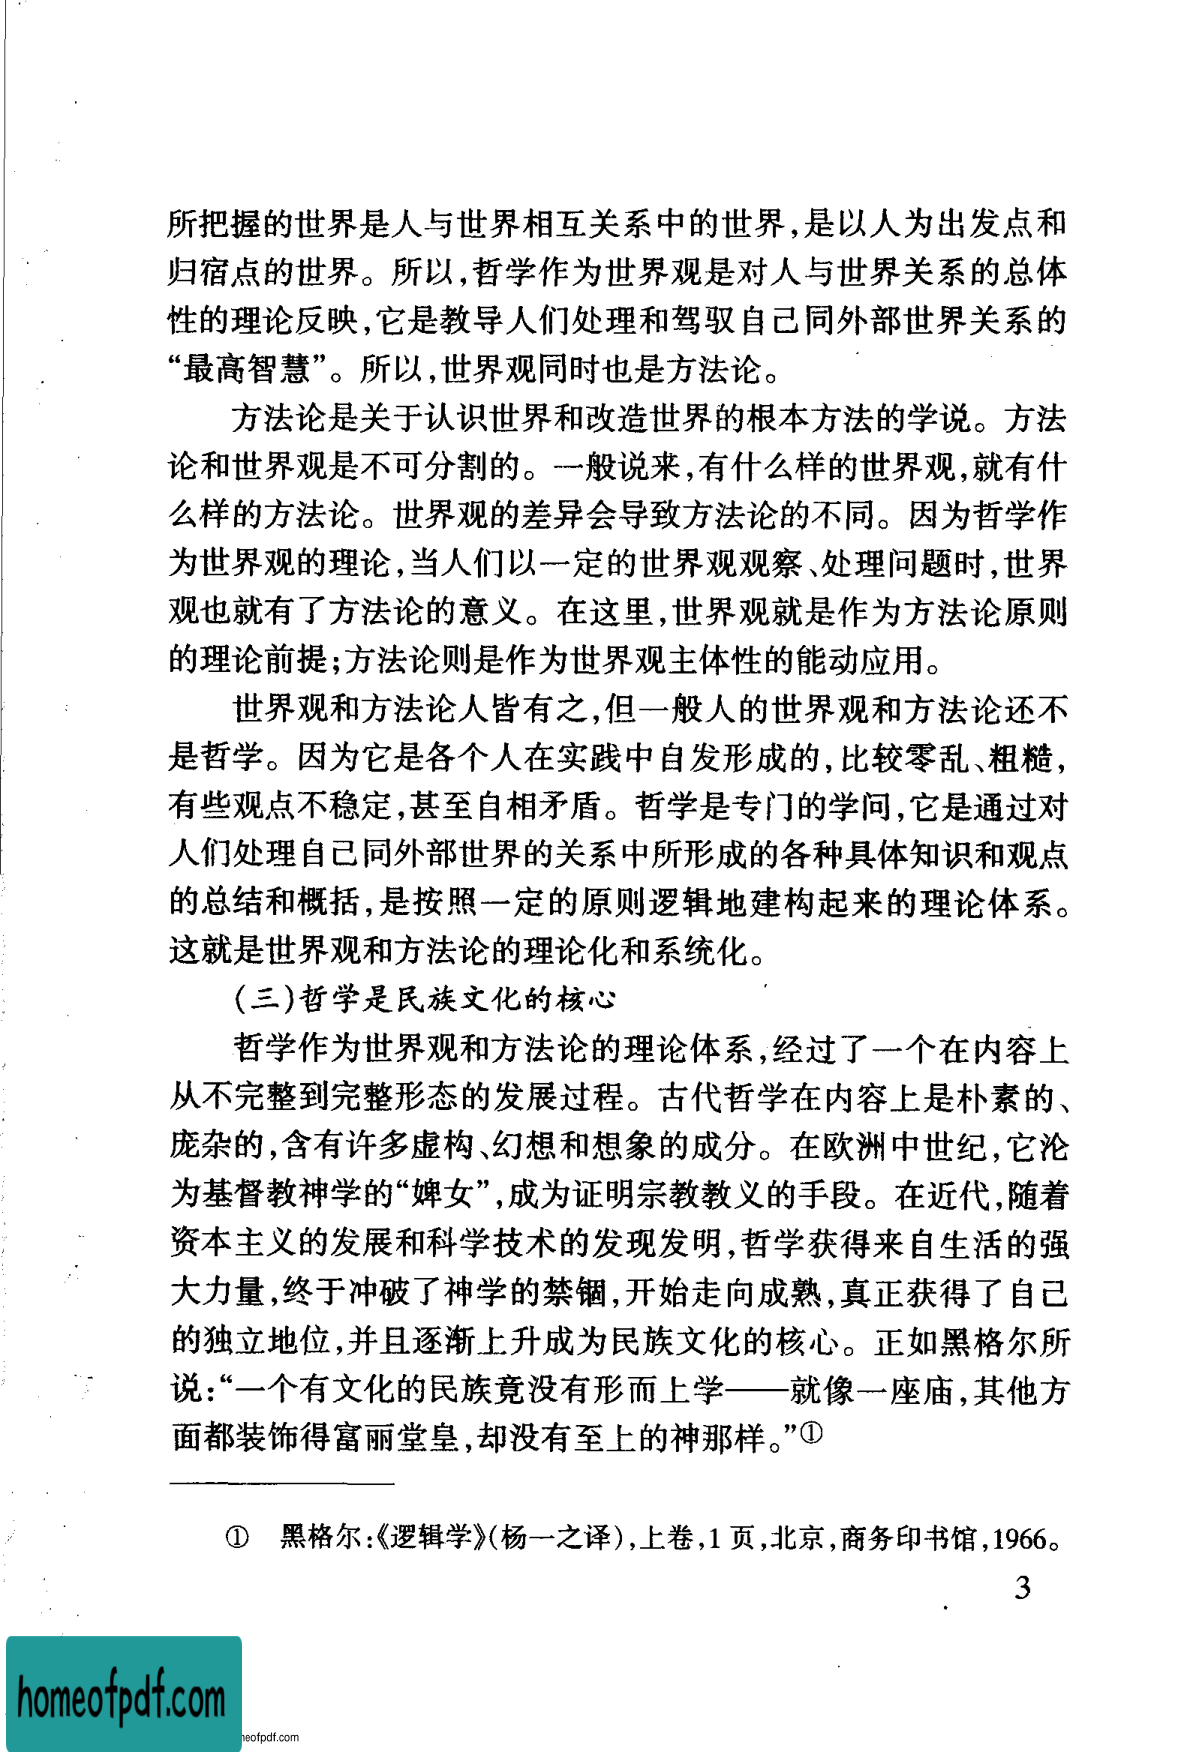 所把握的世界是人与世界相互关系中的世界,是以人为出发点和
归宿点的世界。所以,哲学作为世界观是对人与世界关系的总体
性的理论反映,它是教导人们处理和驾驭自己同外部世界关系的
“最高智慧”。所以,世界观同时也是方法论。
方法论是关于认识世界和改造世界的根本方法的学说。方法
论和世界观是不可分割的。一般说来,有什么样的世界观,就有什
么样的方法论。世界观的差异会导致方法论的不同。因为哲学作
为世界观的理论,当人们以一定的世界观观察、处理问题时,世界
观也就有了方法论的意义。在这里,世界观就是作为方法论原则
的理论前提;方法论则是作为世界观主体性的能动应用。
世界观和方法论人皆有之,但一般人的世界观和方法论还不
是哲学。因为它是各个人在实践中自发形成的,比较零乱、粗糙,
有些观点不稳定,甚至自相矛盾。哲学是专门的学问,它是通过对
人们处理自己同外部世界的关系中所形成的各种具体知识和观点
的总结和概括,是按照一定的原则逻辑地建构起来的理论体系。
这就是世界观和方法论的理论化和系统化。
(三)哲学是民族文化的核心
哲学作为世界观和方法论的理论体系,经过了一个在内容上
从不完整到完整形态的发展过程。古代哲学在内容上是朴素的、
庞杂的,含有许多虚构、幻想和想象的成分。在欧洲中世纪,它沦
为基督教神学的“婢女”,成为证明宗教教义的手段。在近代,随着
资本主义的发展和科学技术的发现发明,哲学获得来自生活的强
大力量,终于冲破了神学的禁锢,开始走向成熟,真正获得了自己
的独立地位,并且逐渐上升成为民族文化的核心。正如黑格尔所
说:“一个有文化的民族竟没有形而上学——就像一座庙,其他方
面都装饰得富丽堂皇,却没有至上的神那样。”①
① 黑格尔:《逻辑学》(杨一之译),上卷,1页,北京,商务印书馆,1966。
3
homeofpdf.com
neofpdf.com